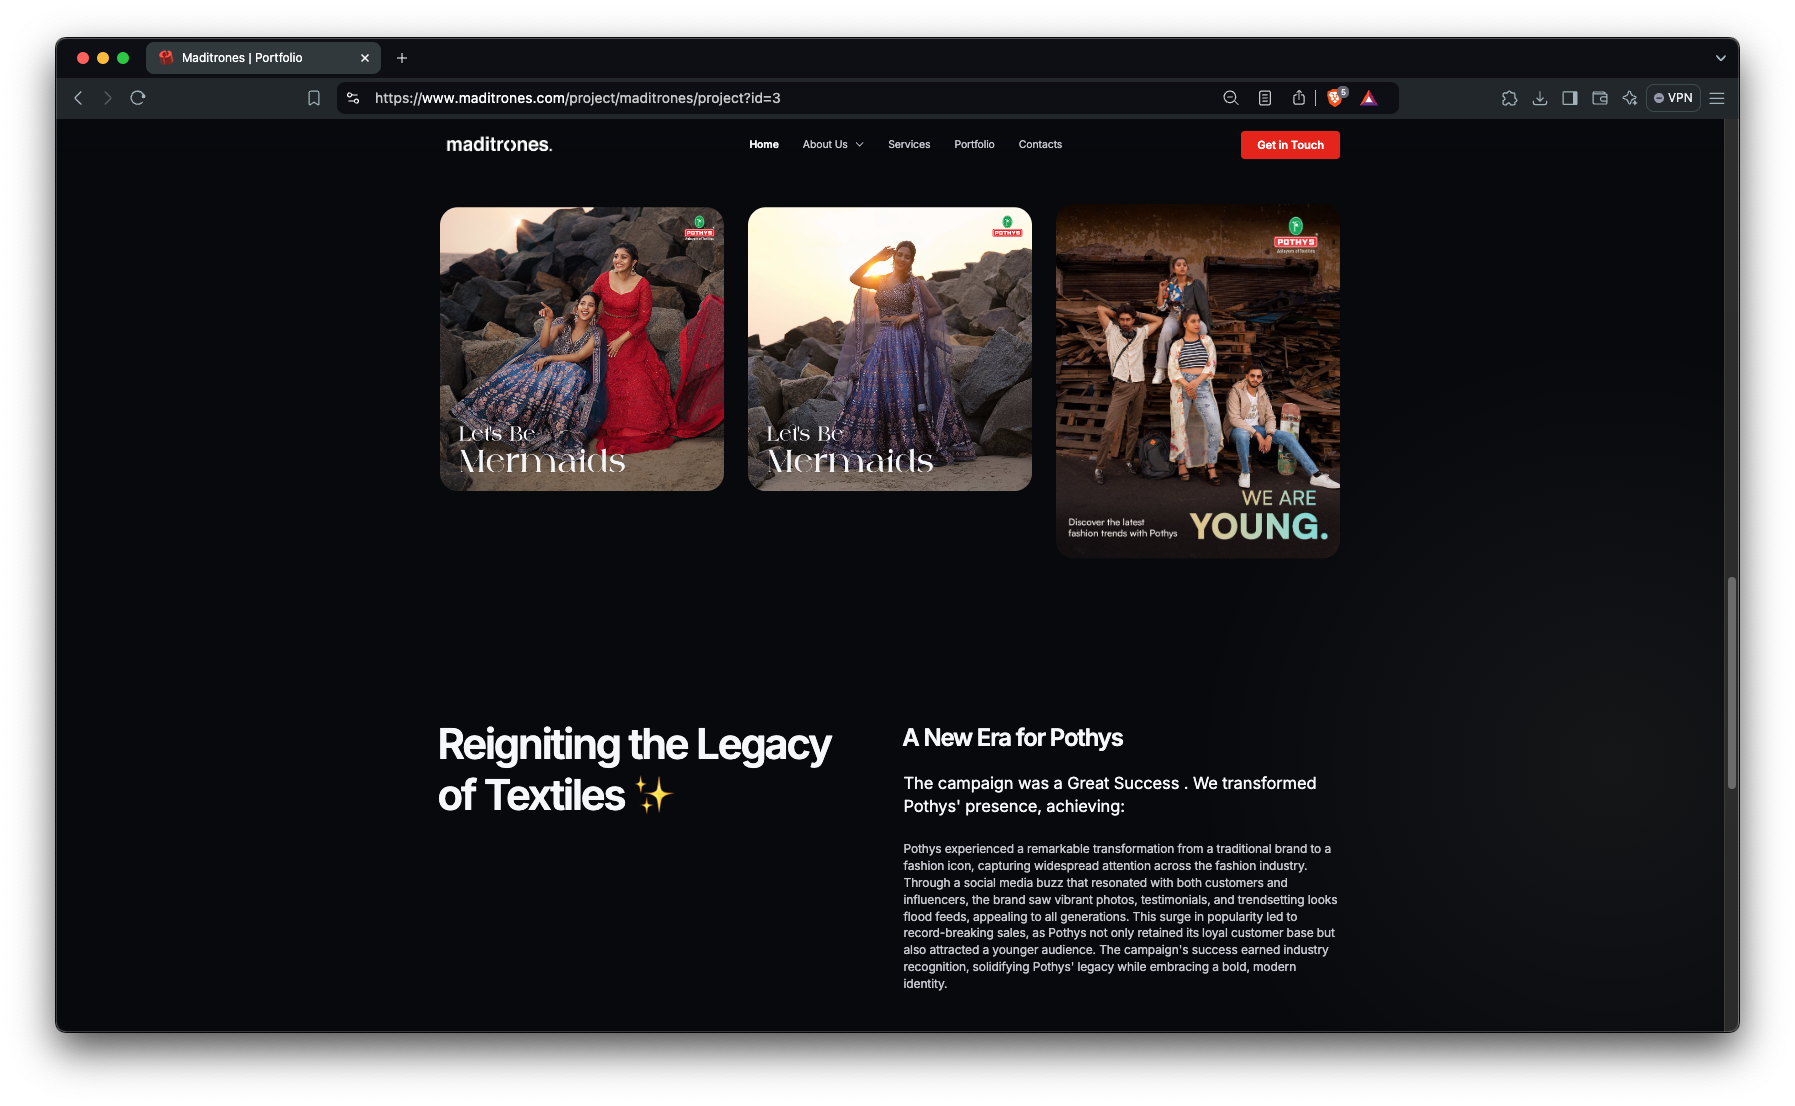 Maditrones | Portfolio
https://www.maditrones.com/project/maditrones/project?id=3
5
VPN
maditrones.
Home
About Us
Services
Portfolio
Contacts
Get in Touch
POTHYS
Let's Be
Mermaids
POTHYS
Let's Be
Mermaids
POTHYS
WE ARE
YOUNG.
Discover the latest
fashion trends with Pothys
Reigniting the Legacy
of Textiles ✨
A New Era for Pothys
The campaign was a Great Success . We transformed
Pothys' presence, achieving:
Pothys experienced a remarkable transformation from a traditional brand to a
fashion icon, capturing widespread attention across the fashion industry.
Through a social media buzz that resonated with both customers and
influencers, the brand saw vibrant photos, testimonials, and trendsetting looks
flood feeds, appealing to all generations. This surge in popularity led to
record-breaking sales, as Pothys not only retained its loyal customer base but
also attracted a younger audience. The campaign's success earned industry
recognition, solidifying Pothys' legacy while embracing a bold, modern
identity.